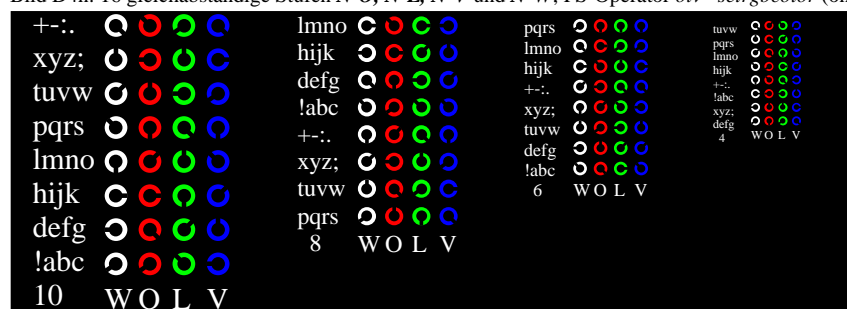 +-:.
xyz;
tuvw
pqrs
lmno
hijk
defg
!abc
10 W O L V
lmno
hijk
defg
!abc
+-:.
xyz;
tuvw
pqrs
8 W O L V
pqrs
lmno
hijk
+-:.
xyz;
tuvw
defg
!abc
6 W O L V
tuvw
pqrs
lmno
hijk
+-:.
!abc
xyz;
defg
4 W O L V